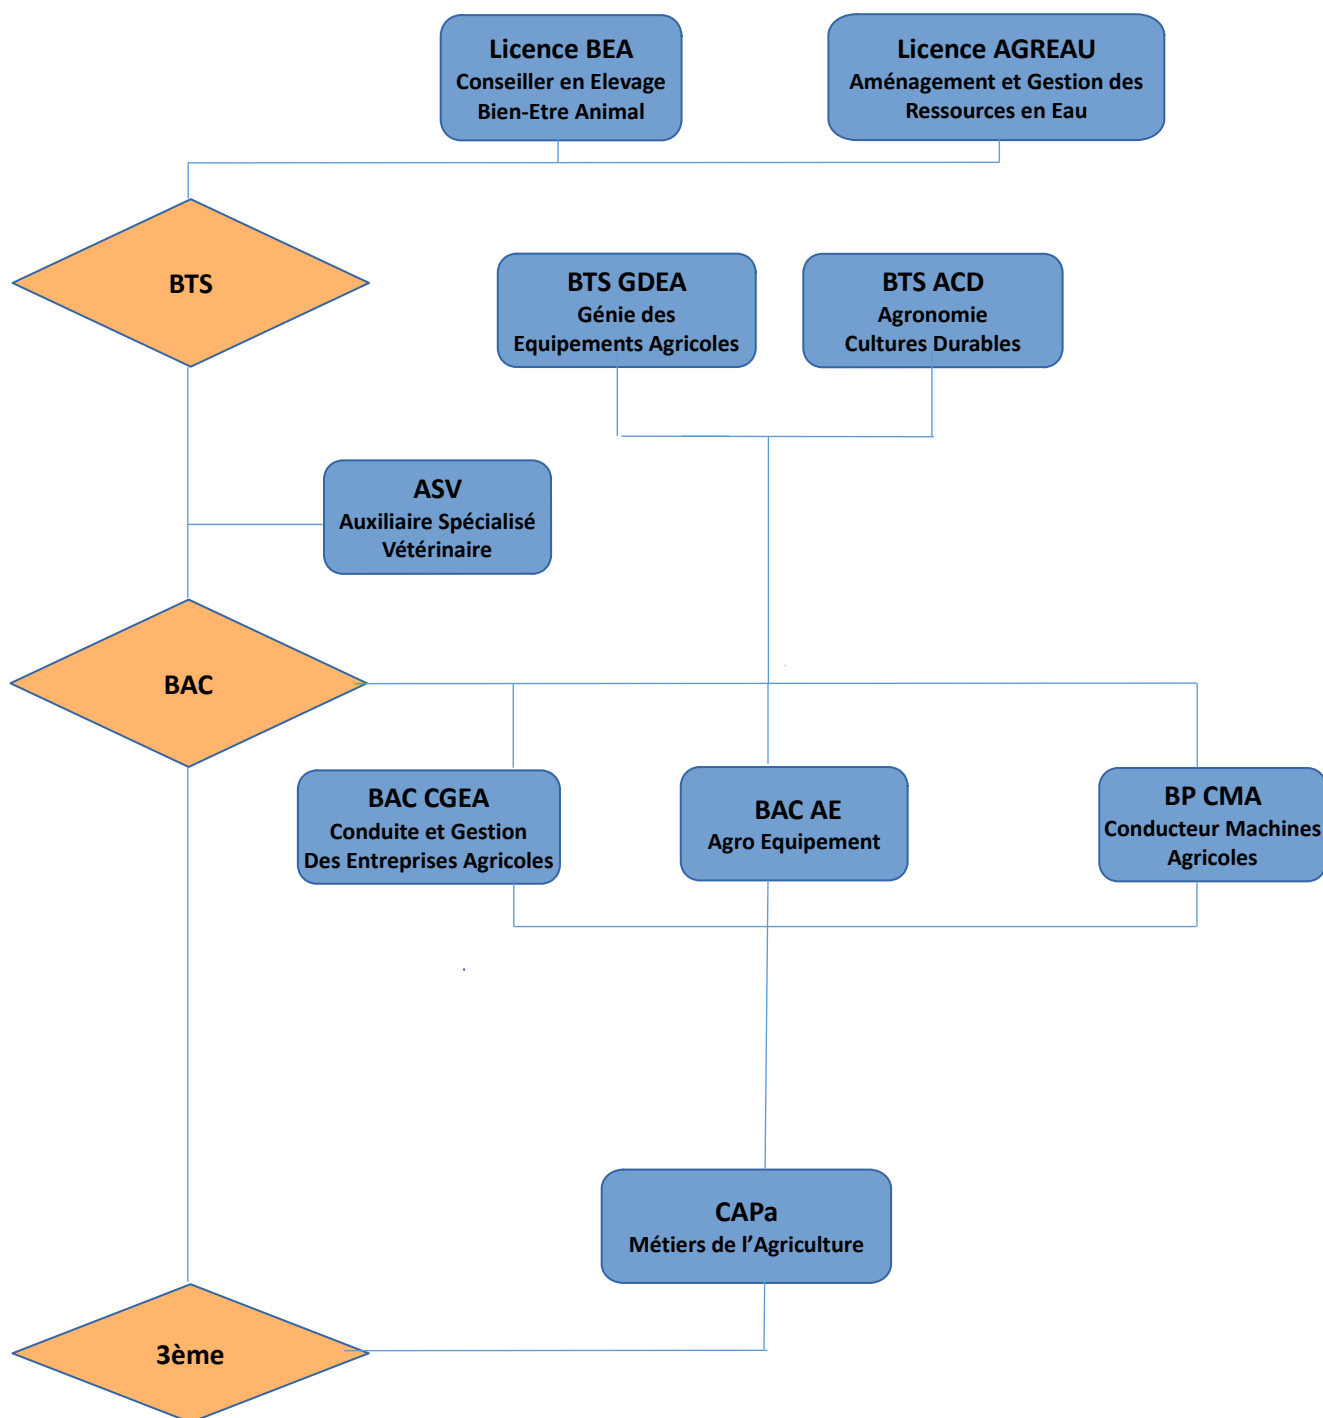 Licence BEA
Conseiller en Elevage
Bien-Etre Animal
Licence AGREAU
Aménagement et Gestion des
Ressources en Eau
BTS
BTS GDEA
Génie des
Equipements Agricoles
BTS ACD
Agronomie
Cultures Durables
ASV
Auxiliaire Spécialisé
Vétérinaire
BAC
BAC CGEA
Conduite et Gestion
Des Entreprises Agricoles
BAC AE
Agro Equipement
BP CMA
Conducteur Machines
Agricoles
CAPa
Métiers de l’Agriculture
3ème